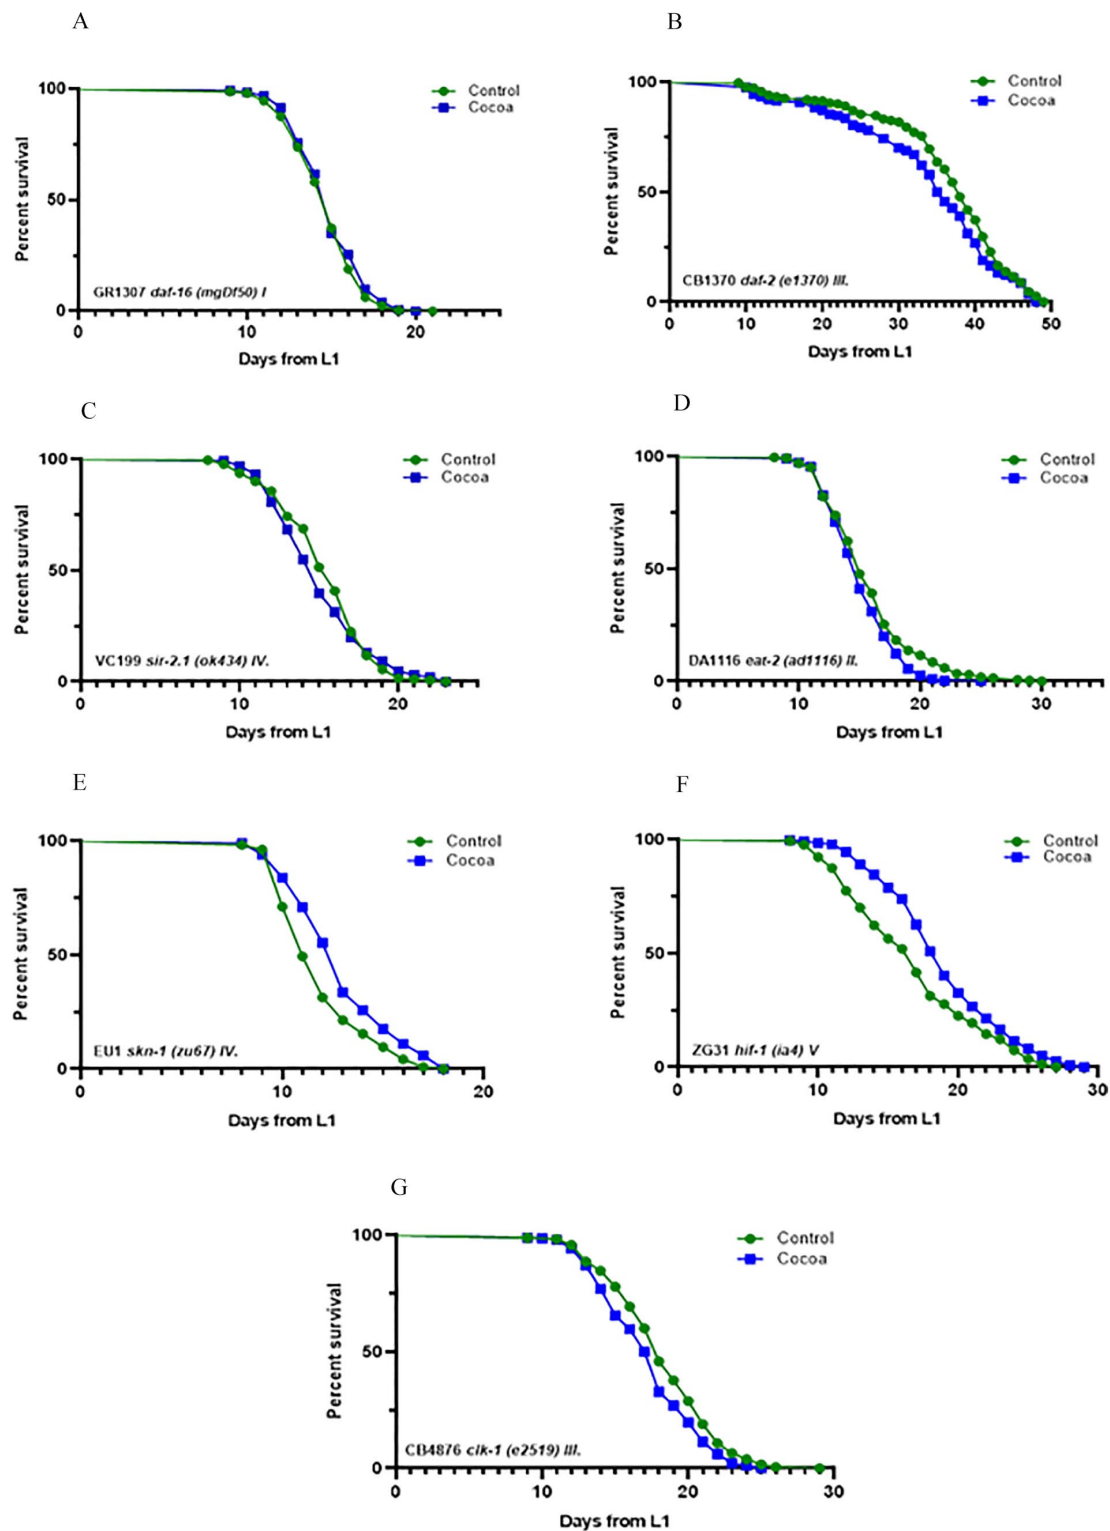 A
100
50
0
Percent survival
Control
Cocoa
GR1307 daf-16 (mgDf50) I
0 10 20
Days from L1
B
100
50
0
Percent survival
Control
Cocoa
CB1370 daf-2 (e1370) III.
0 10 20 30 40 50
Days from L1
C
100
50
0
Percent survival
Control
Cocoa
VC199 sir-2.1 (ok434) IV.
0 10 20
Days from L1
D
100
50
0
Percent survival
Control
Cocoa
DA1116 eat-2 (ad1116) II.
0 10 20 30
Days from L1
E
100
50
0
Percent survival
Control
Cocoa
EU1 skn-1 (zu67) IV.
0 10 20
Days from L1
F
100
50
0
Percent survival
Control
Cocoa
ZG31 hif-1 (ia4) V
0 10 20 30
Days from L1
G
100
50
0
Percent survival
Control
Cocoa
CB4876 clk-1 (e2519) III.
0 10 20 30
Days from L1